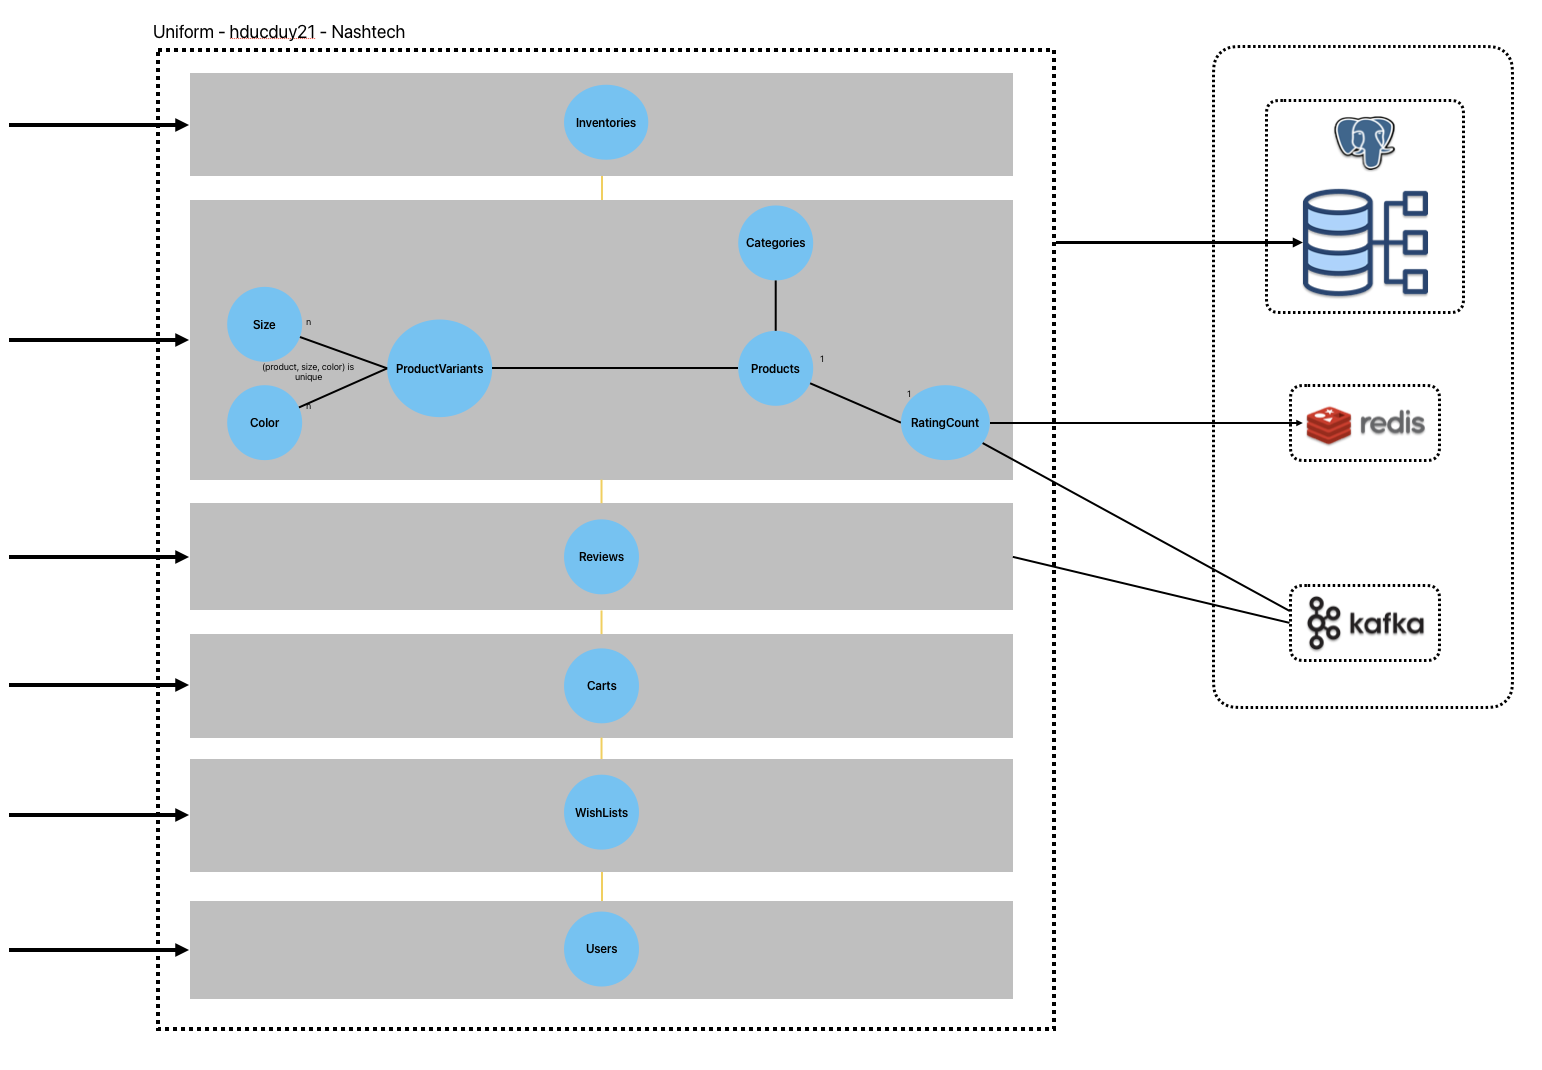 Uniform - hducduy21 - Nashtech
Inventories
Categories
Size
n
(product, size, color) is
unique
ProductVariants
Products
1
n
Color
1
RatingCount
redis
Reviews
kafka
Carts
WishLists
Users